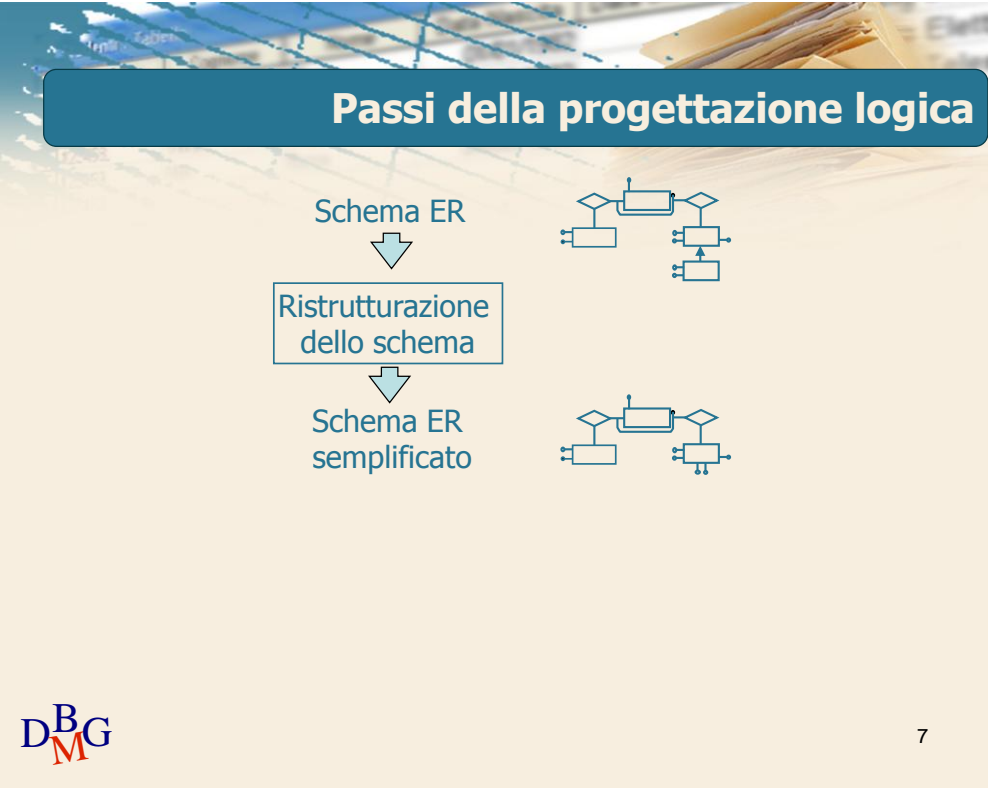 Passi della progettazione logica
Schema ER
Ristrutturazione
dello schema
Schema ER
semplificato
DBMG
7